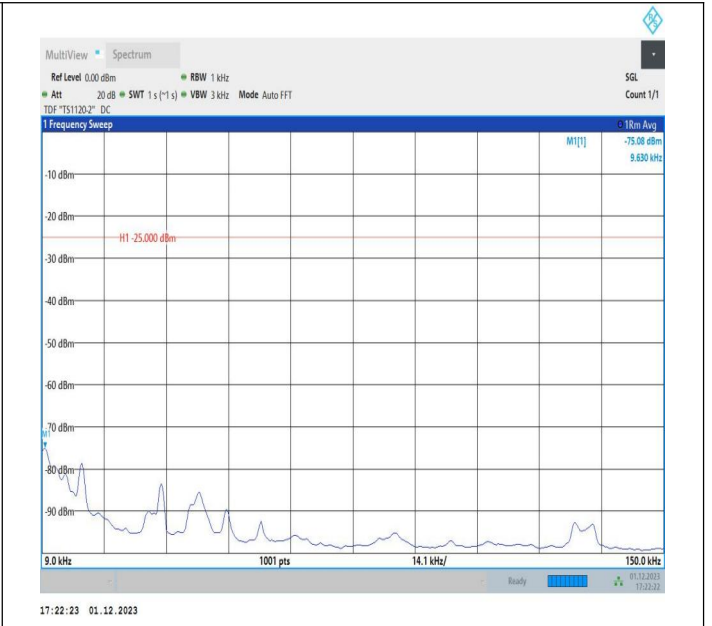 MultiView Spectrum
Ref Level 0.00 dBm RBW 1 kHz SGL
Att 20 dB SWT 1 s (~1 s) VBW 3 kHz Mode Auto FFT Count 1/1
TDF "TS1120-2" DC
1 Frequency Sweep 1Rm Avg
M1[1] -75.08 dBm
9.630 kHz
-10 dBm
-20 dBm
H1 -25.000 dBm
-30 dBm
-40 dBm
-50 dBm
-60 dBm
-70 dBm
M1
-80 dBm
-90 dBm
9.0 kHz 1001 pts 14.1 kHz/ 150.0 kHz
Ready 01.12.2023
17:22:22
17:22:23 01.12.2023